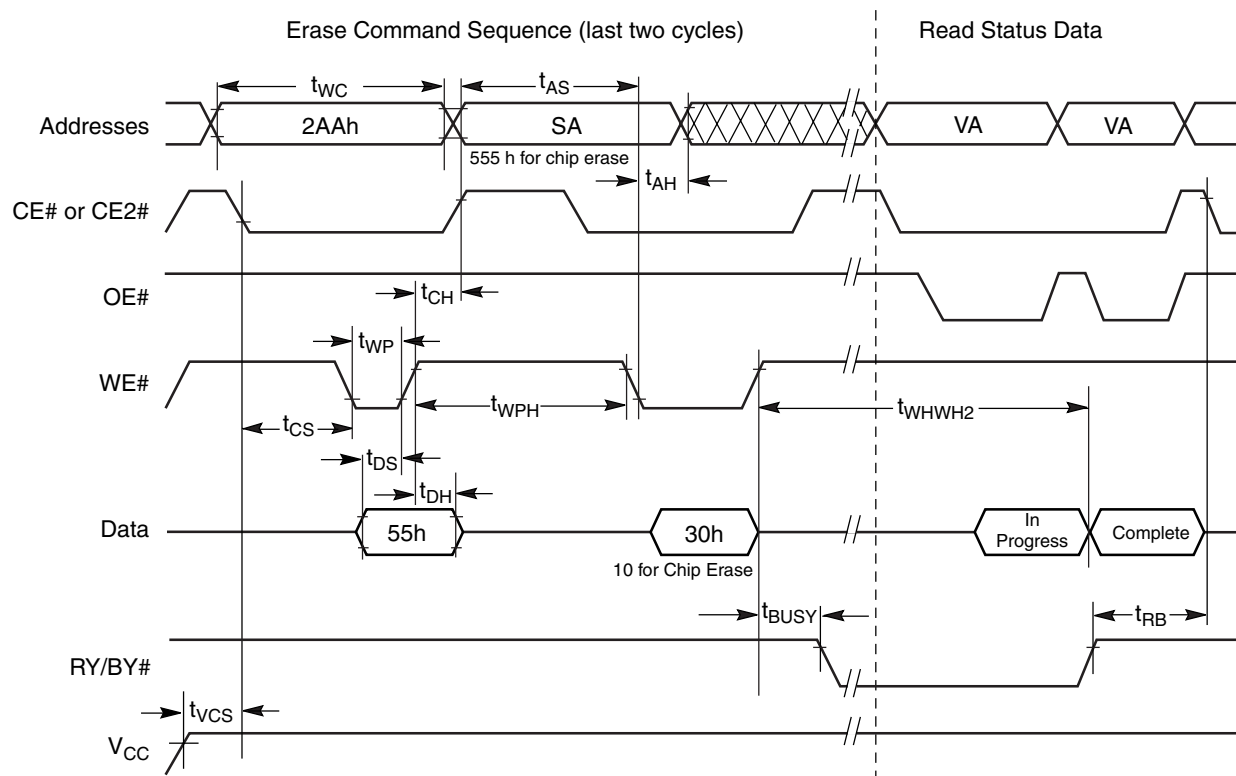 Erase Command Sequence (last two cycles)
Read Status Data
tWC
tAS
Addresses
2AAh
SA
VA
VA
555 h for chip erase
tAH
CE# or CE2#
OE#
tCH
tWP
WE#
tWPH
tWHWH2
tCS
tDS
tDH
Data
55h
30h
In
Progress
Complete
10 for Chip Erase
tBUSY
tRB
RY/BY#
tVCS
VCC